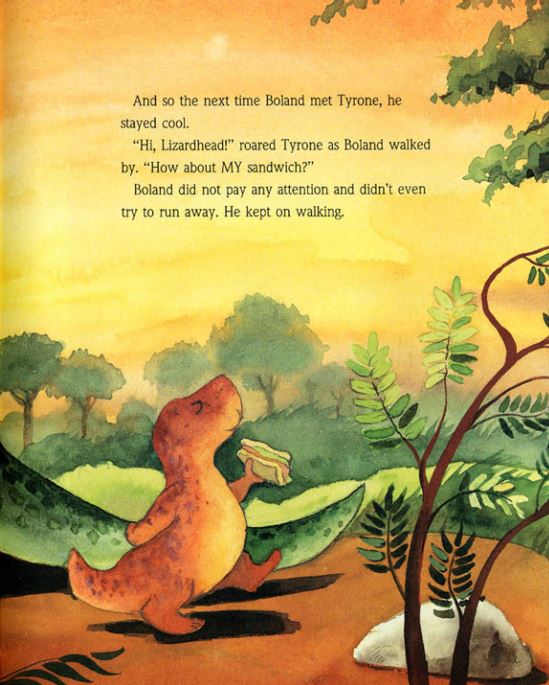 And so the next time Boland met Tyrone, he
stayed cool.
“Hi, Lizardhead!” roared Tyrone as Boland walked
by. “How about MY sandwich?”
Boland did not pay any attention and didn't even
try to run away. He kept on walking.